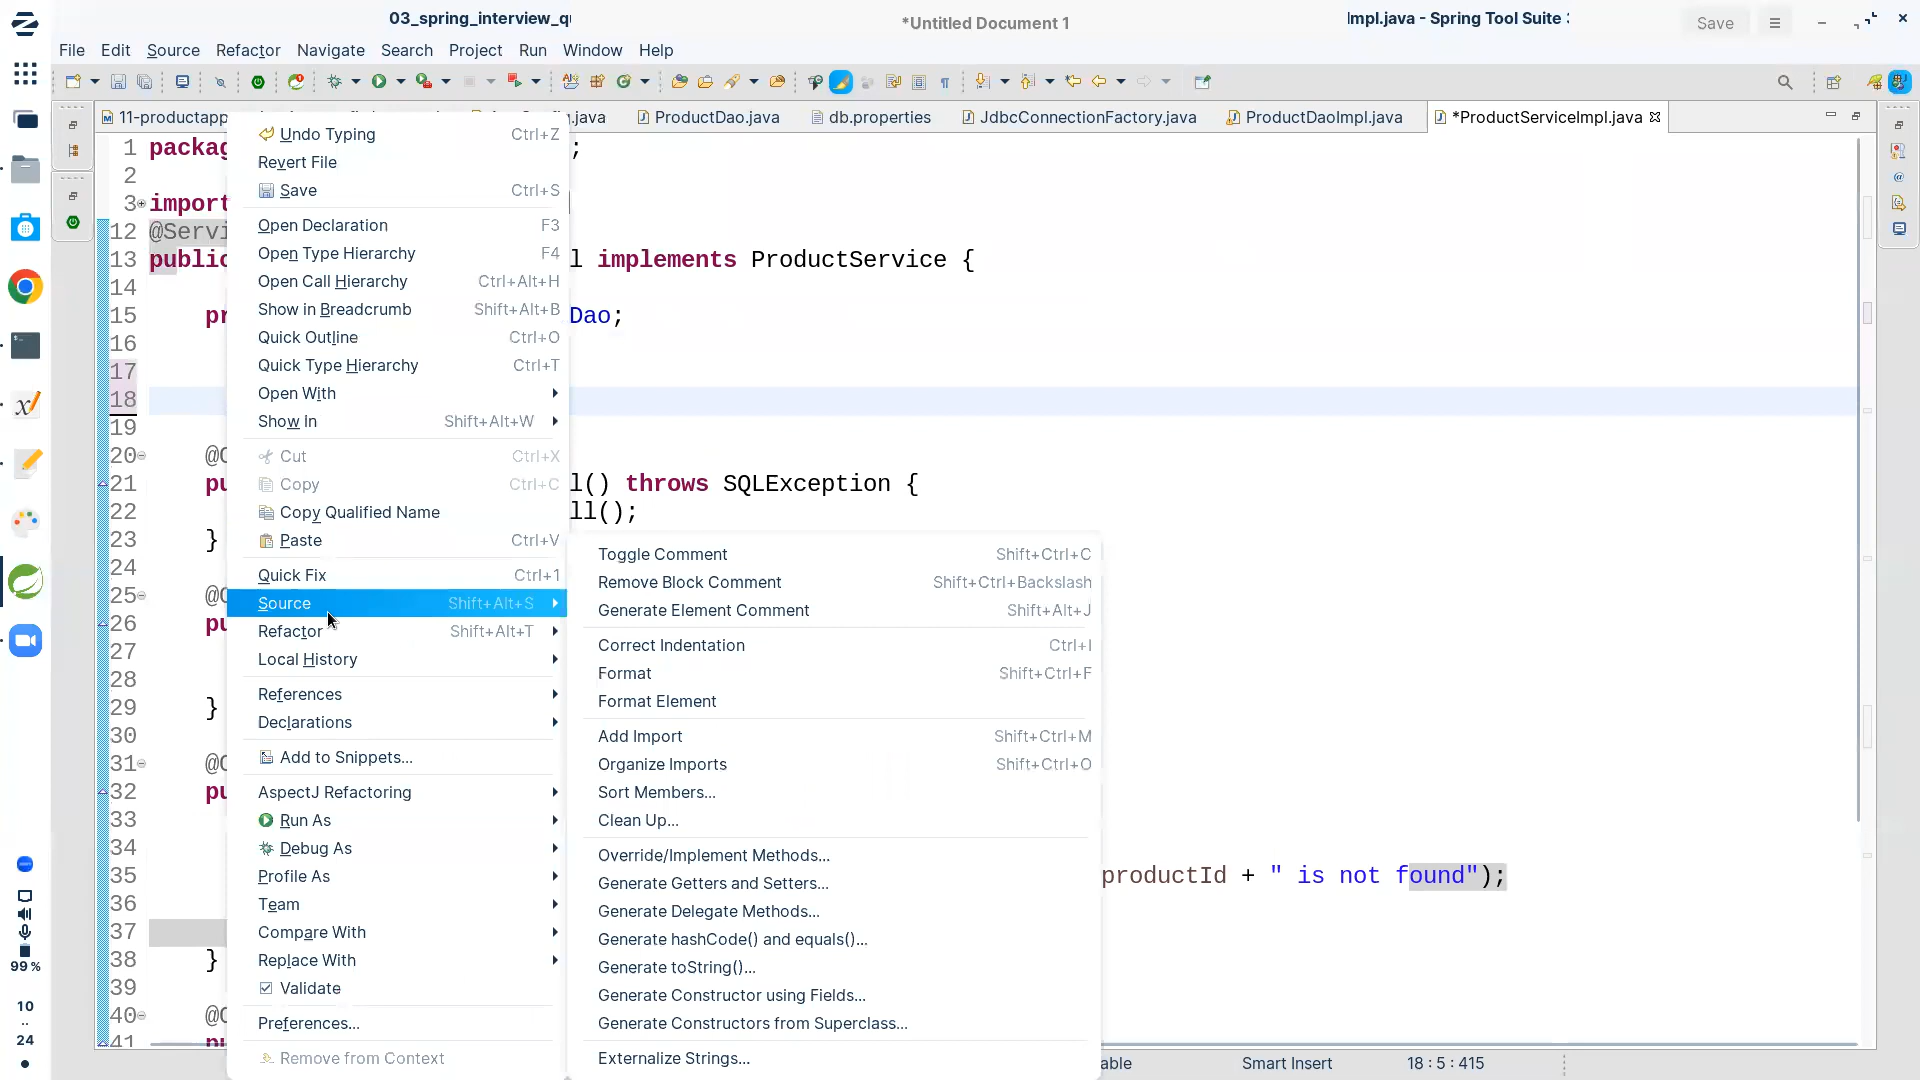 03_spring_interview_qu
*Untitled Document 1
Impl.java - Spring Tool Suite
Save
File Edit Source Refactor Navigate Search Project Run Window Help
11-productapp
.java
ProductDao.java
db.properties
JdbcConnectionFactory.java
ProductDaoImpl.java
*ProductServiceImpl.java
1 packag ;
2
3 import
12 @Servi
13 public l implements ProductService {
14
15 pr Dao;
16
17
18
19
20 @O
21 pu l() throws SQLException {
22 ll();
23 }
24
25 @O
26 pu
27
28
29 }
30
31 @O
32 pu
33
34
35 productId + " is not found");
36
37
38 }
39
40 @O
41 pu
Undo Typing Ctrl+Z
Revert File
Save Ctrl+S
Open Declaration F3
Open Type Hierarchy F4
Open Call Hierarchy Ctrl+Alt+H
Show in Breadcrumb Shift+Alt+B
Quick Outline Ctrl+O
Quick Type Hierarchy Ctrl+T
Open With
Show In Shift+Alt+W
Cut Ctrl+X
Copy Ctrl+C
Copy Qualified Name
Paste Ctrl+V
Quick Fix Ctrl+1
Source Shift+Alt+S
Refactor Shift+Alt+T
Local History
References
Declarations
Add to Snippets...
AspectJ Refactoring
Run As
Debug As
Profile As
Team
Compare With
Replace With
Validate
Preferences...
Remove from Context
Toggle Comment Shift+Ctrl+C
Remove Block Comment Shift+Ctrl+Backslash
Generate Element Comment Shift+Alt+J
Correct Indentation Ctrl+I
Format Shift+Ctrl+F
Format Element
Add Import Shift+Ctrl+M
Organize Imports Shift+Ctrl+O
Sort Members...
Clean Up...
Override/Implement Methods...
Generate Getters and Setters...
Generate Delegate Methods...
Generate hashCode() and equals()...
Generate toString()...
Generate Constructor using Fields...
Generate Constructors from Superclass...
Externalize Strings...
able
Smart Insert
18 : 5 : 415
99 %
10
..
24